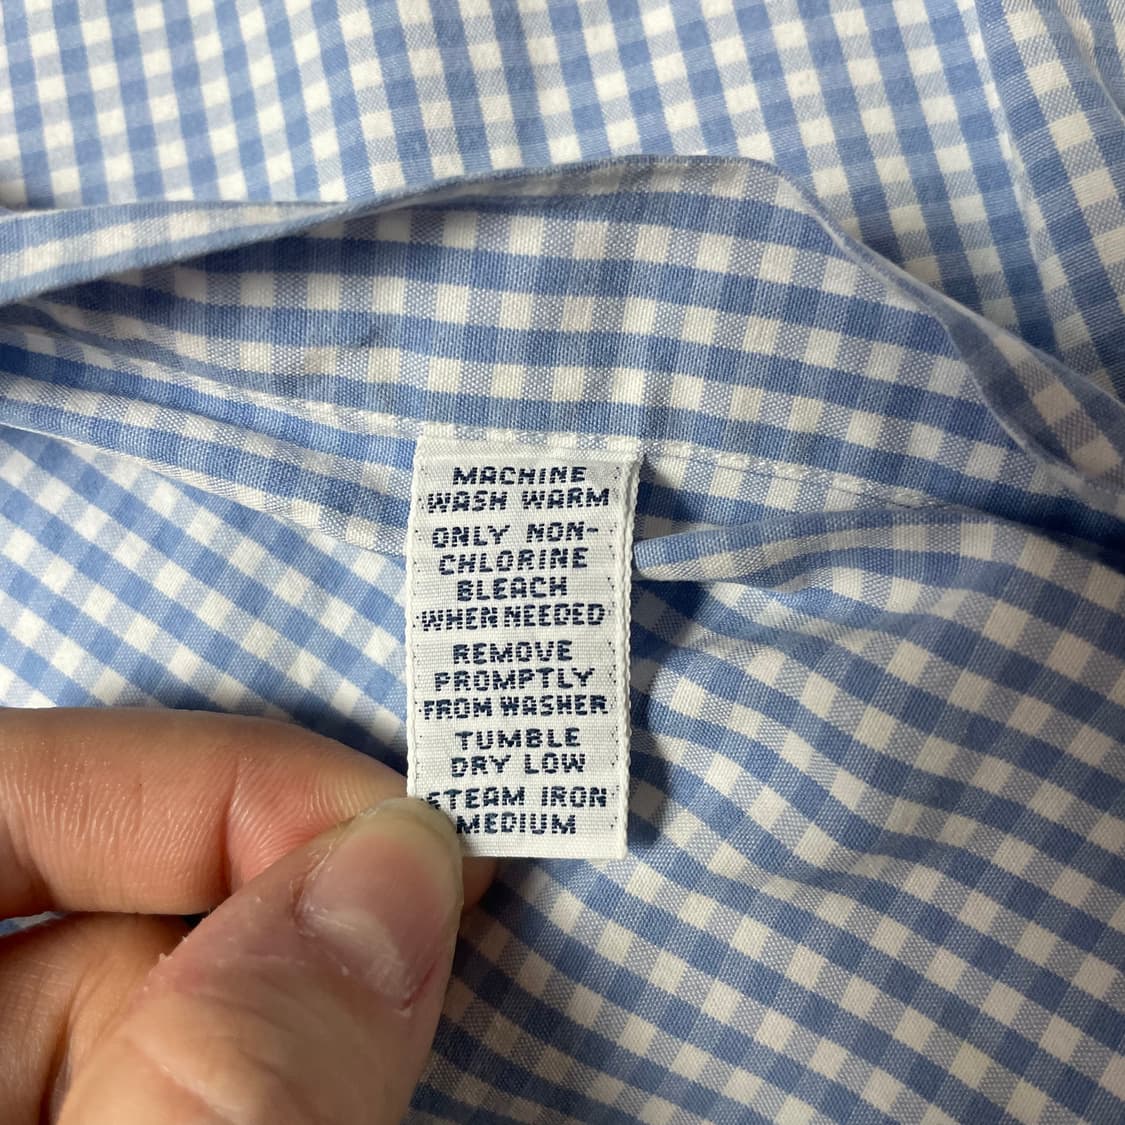 MACHINE
WASH WARM
ONLY NON-
CHLORINE
BLEACH
WHEN NEEDED
REMOVE
PROMPTLY
FROM WASHER
TUMBLE
DRY LOW
STEAM IRON
MEDIUM